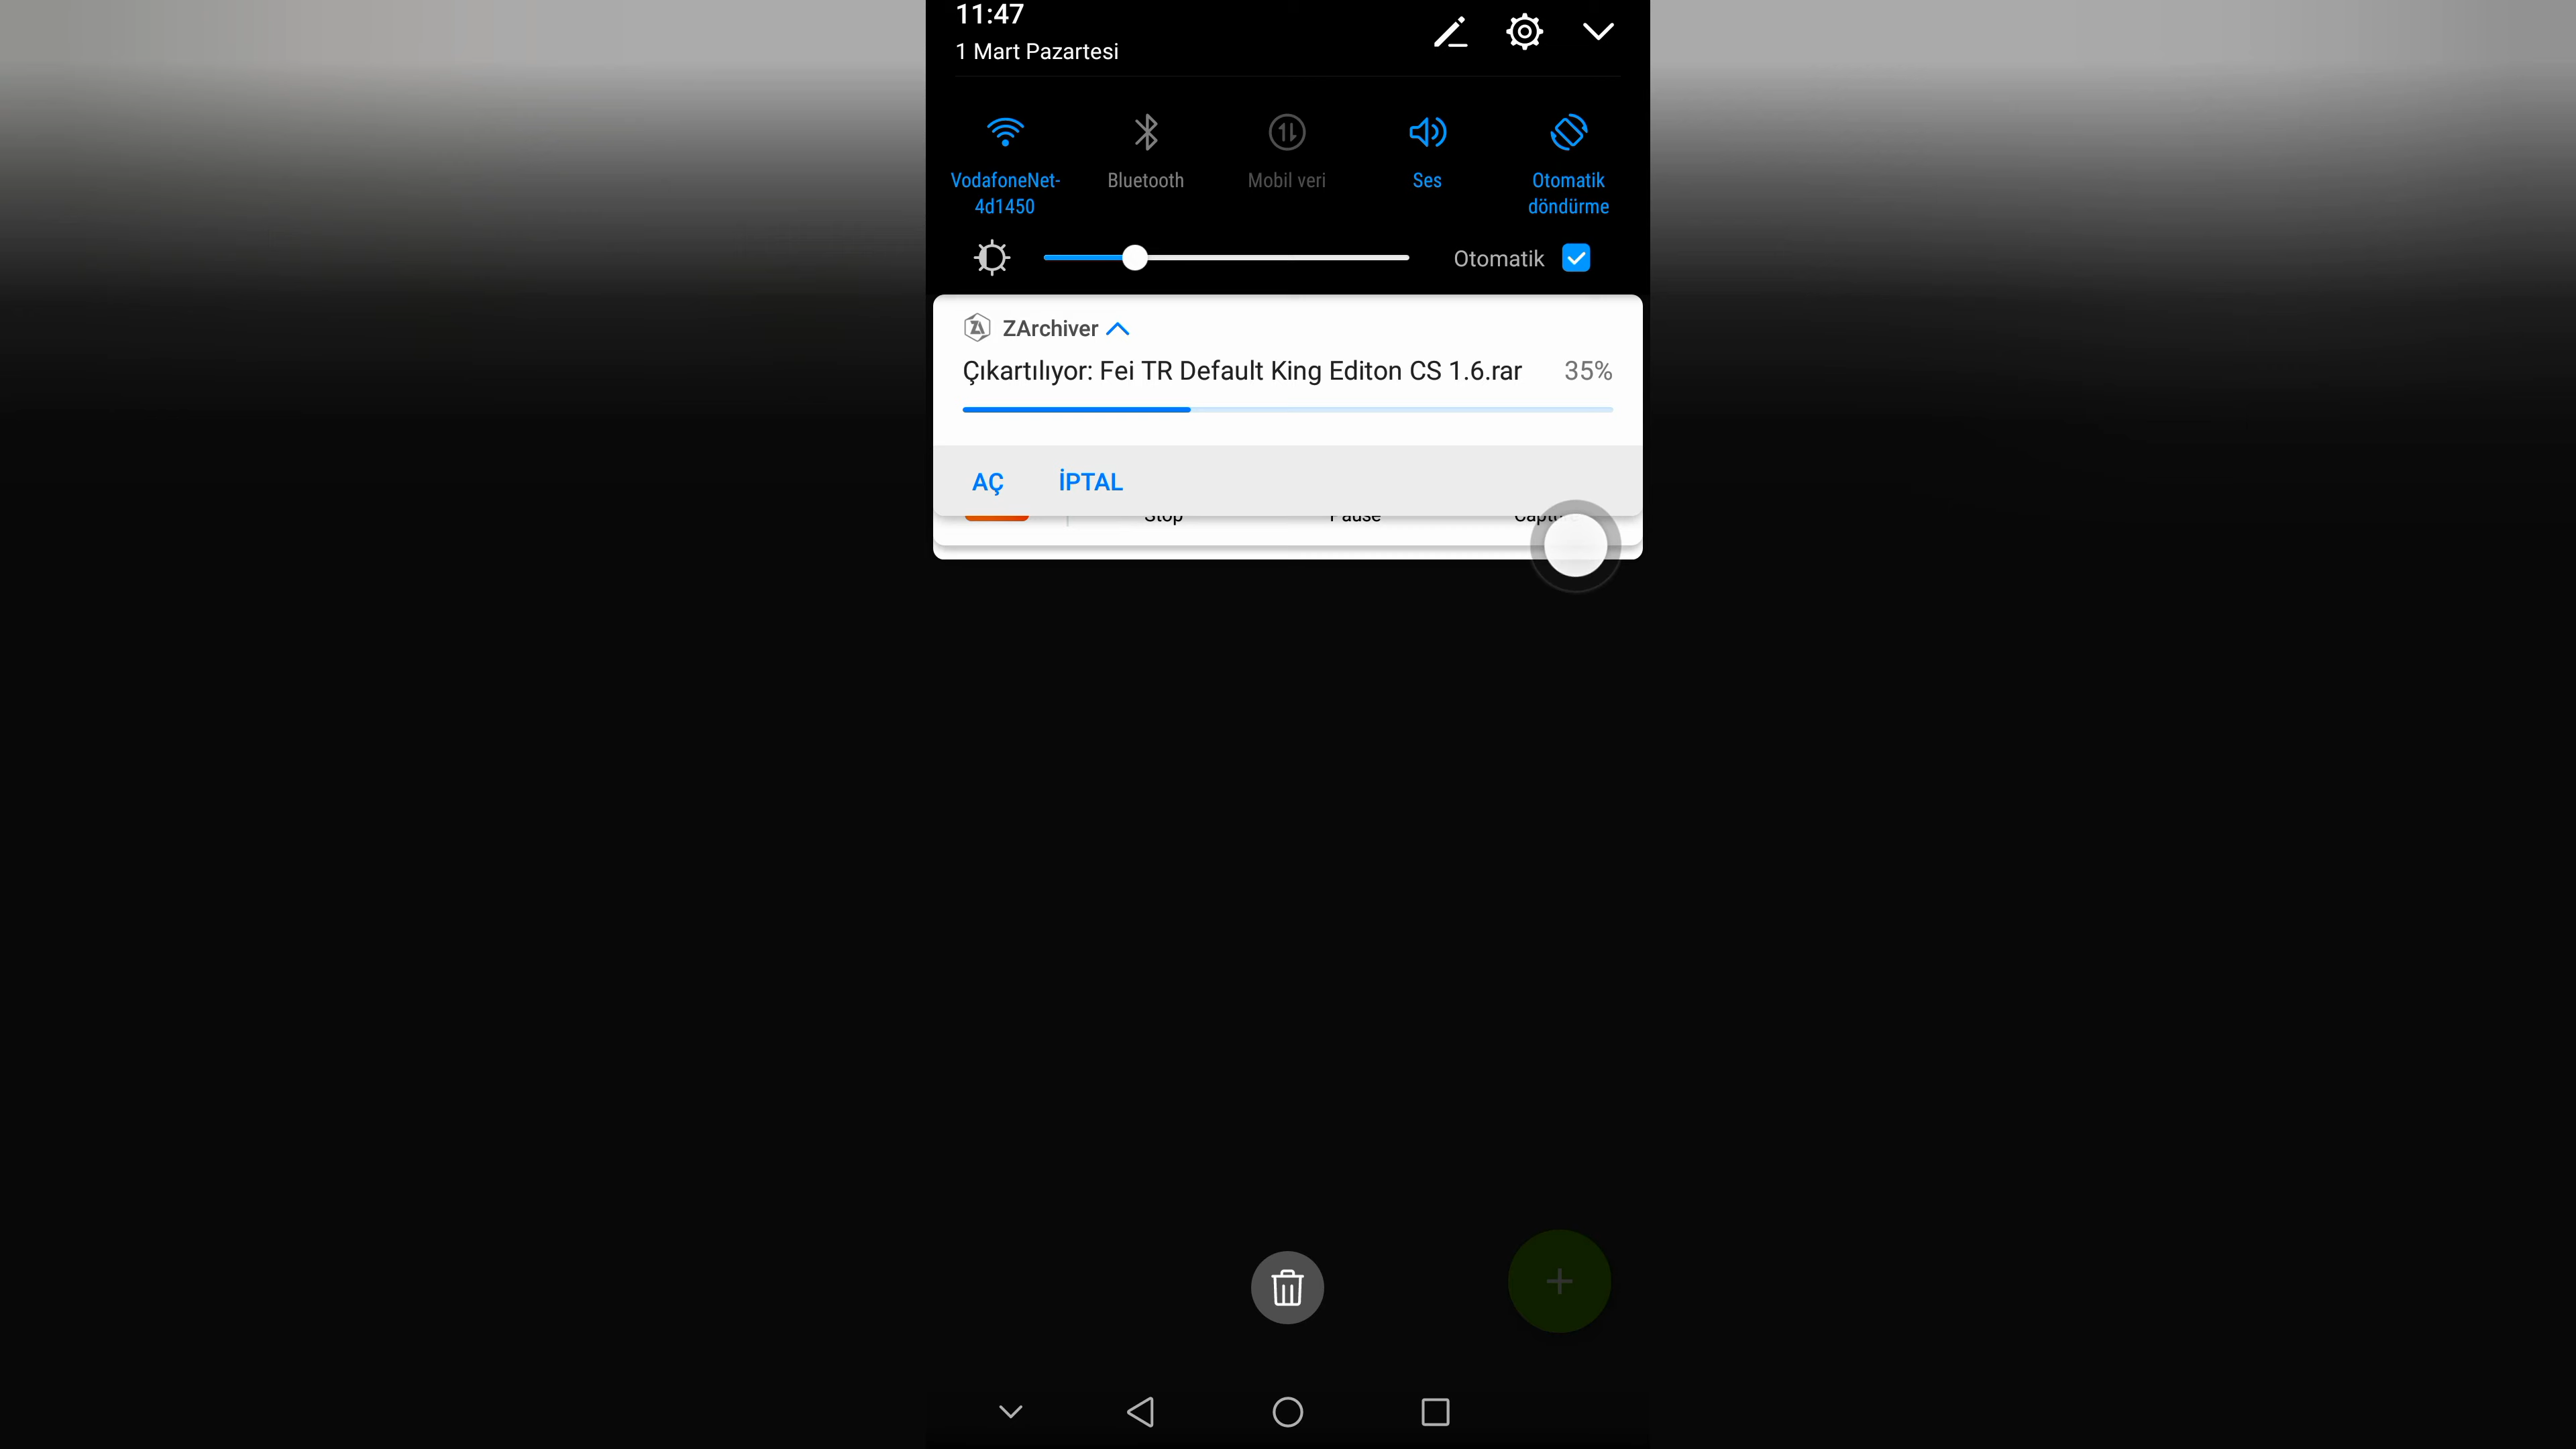 11:47
1 Mart Pazartesi
VodafoneNet-
4d1450
Bluetooth
Mobil veri
Ses
Otomatik
döndürme
Otomatik
ZArchiver
Çıkartılıyor: Fei TR Default King Editon CS 1.6.rar 35%
AÇ İPTAL
Stop Pause